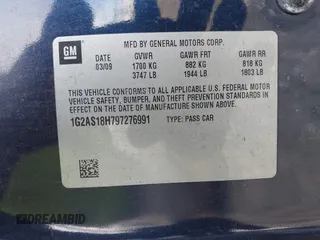 GM
MFD BY GENERAL MOTORS CORP.
DATE GVWR GAWR FRT GAWR RR
03/09 1700 KG 882 KG 818 KG
3747 LB 1944 LB 1803 LB
THIS VEHICLE CONFORMS TO ALL APPLICABLE U.S. FEDERAL MOTOR
VEHICLE SAFETY, BUMPER, AND THEFT PREVENTION STANDARDS IN
EFFECT ON THE DATE OF MANUFACTURE SHOWN ABOVE.
1G2AS18H797276991 TYPE: PASS CAR
DREAMBID